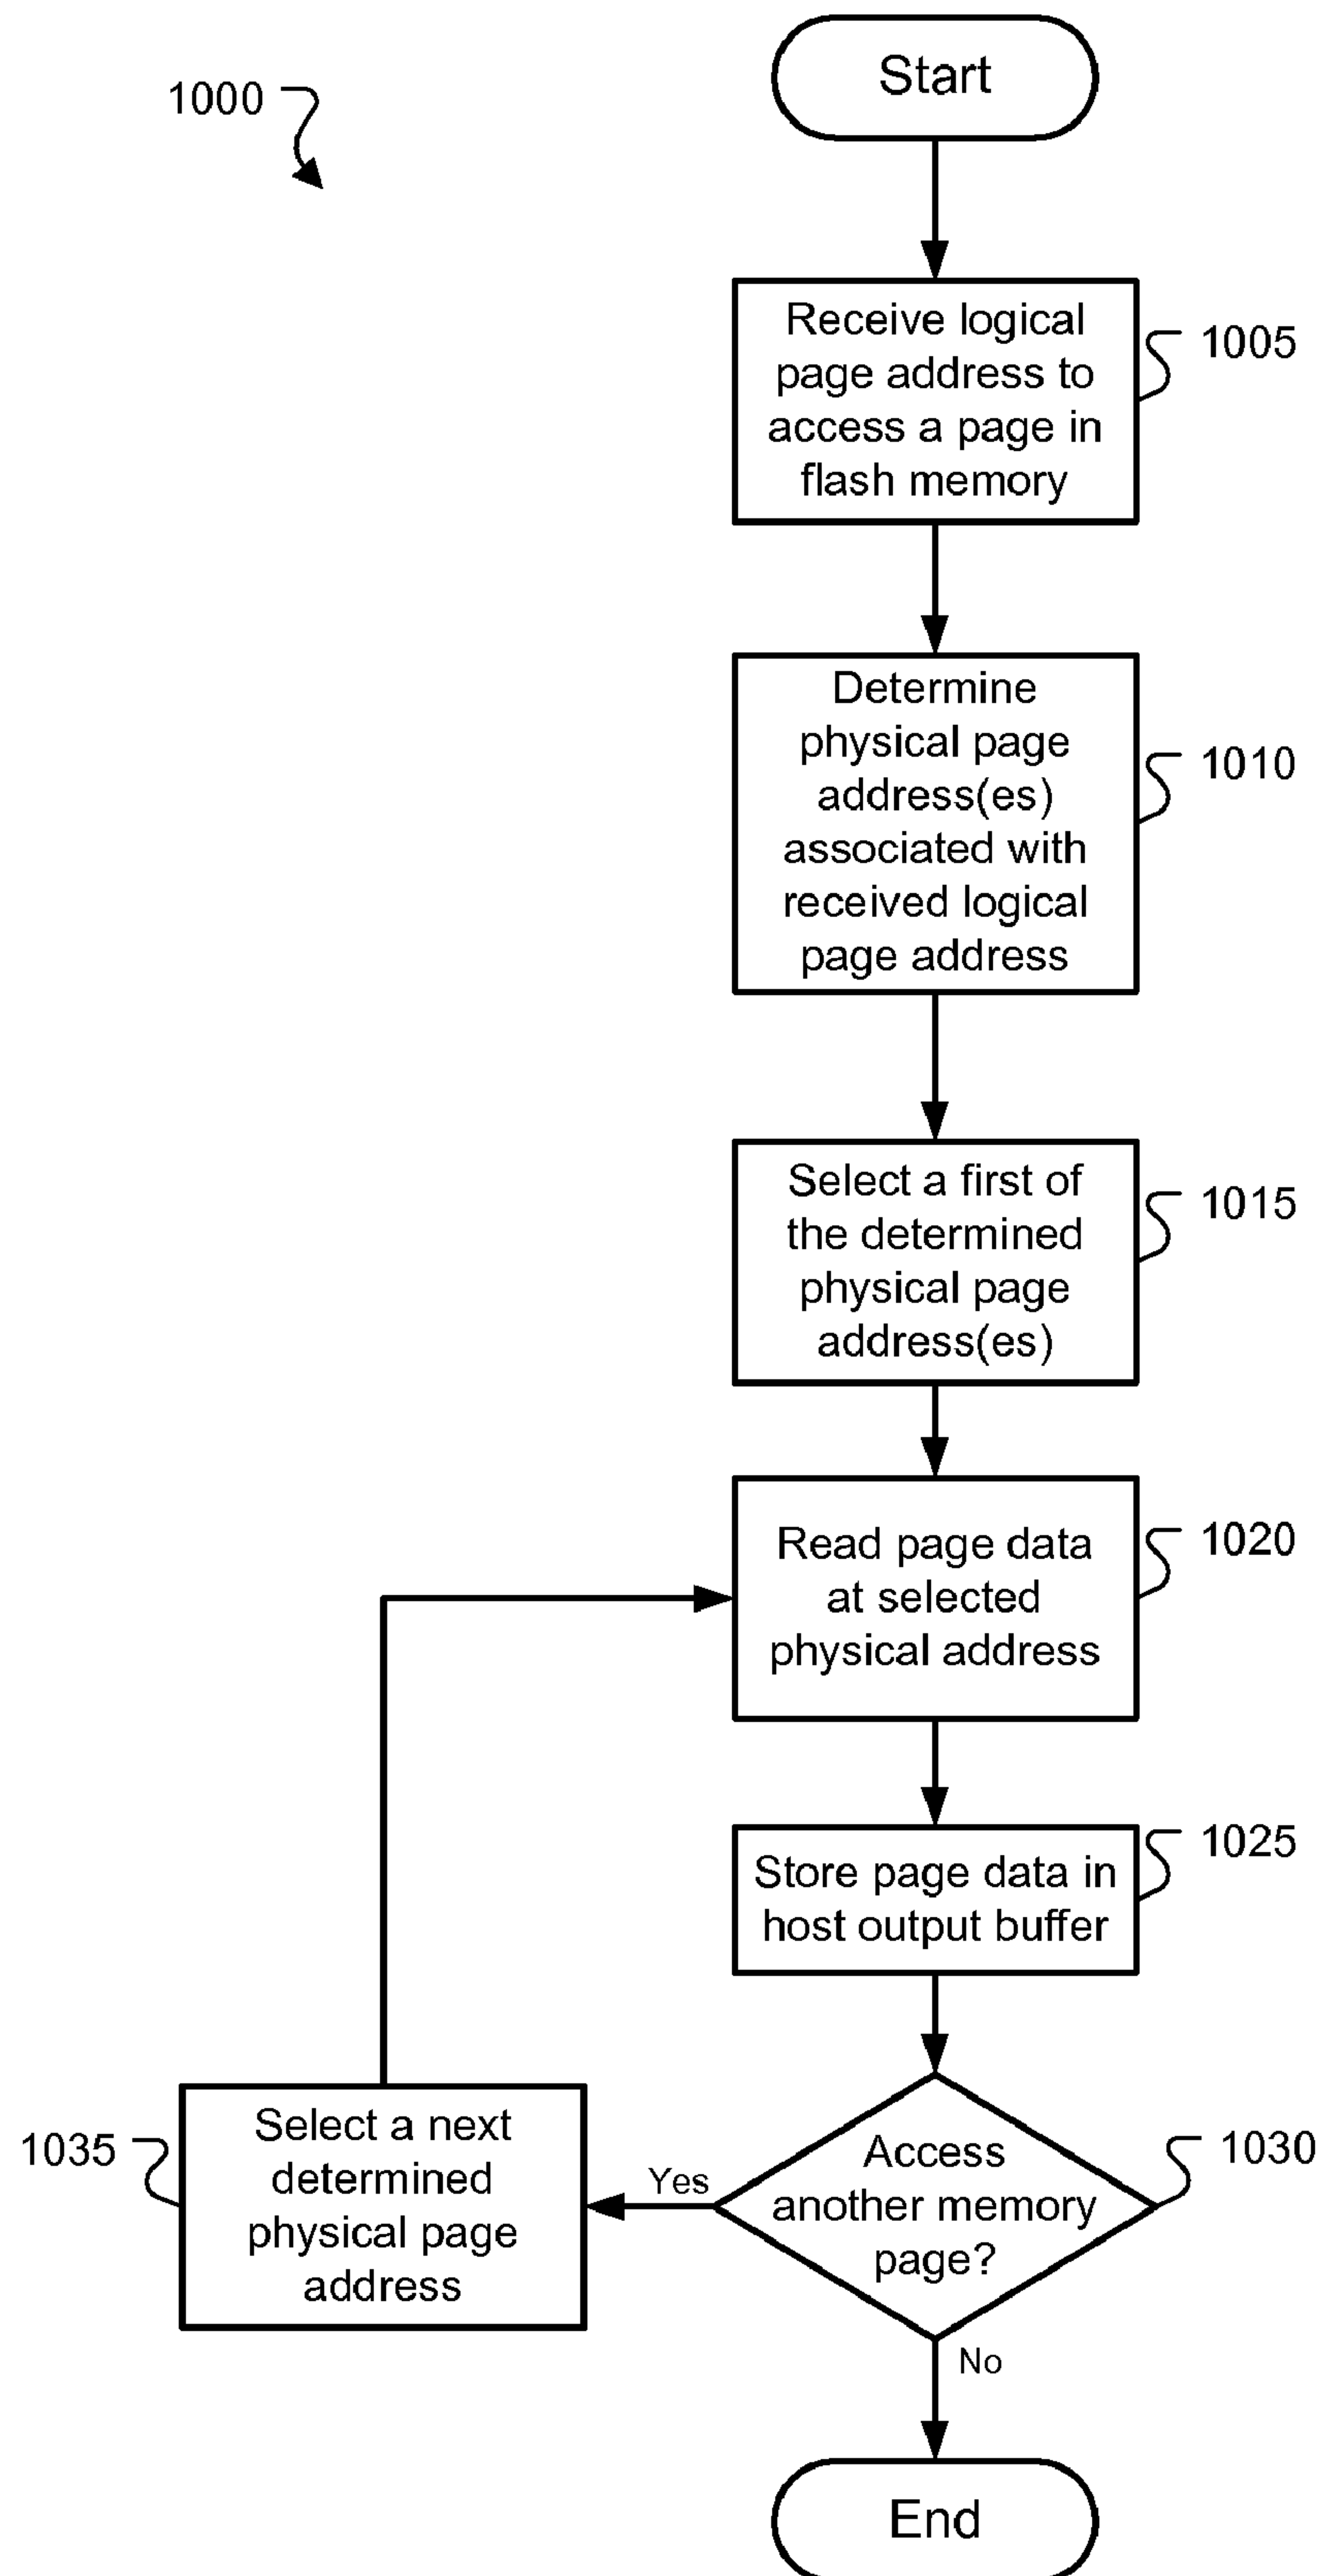 Start
1000
Receive logical
page address to
access a page in
flash memory
1005
Determine
physical page
address(es)
associated with
received logical
page address
1010
Select a first of
the determined
physical page
address(es)
1015
Read page data
at selected
physical address
1020
Store page data in
host output buffer
1025
Access
another memory
page?
1030
Yes
Select a next
determined
physical page
address
1035
No
End